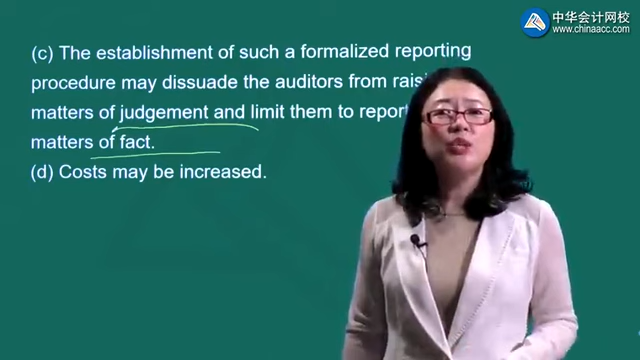 中华会计网校
www.chinaacc.com
(c) The establishment of such a formalized reporting
procedure may dissuade the auditors from
matters of judgement and limit them to
matters of fact.
(d) Costs may be increased.